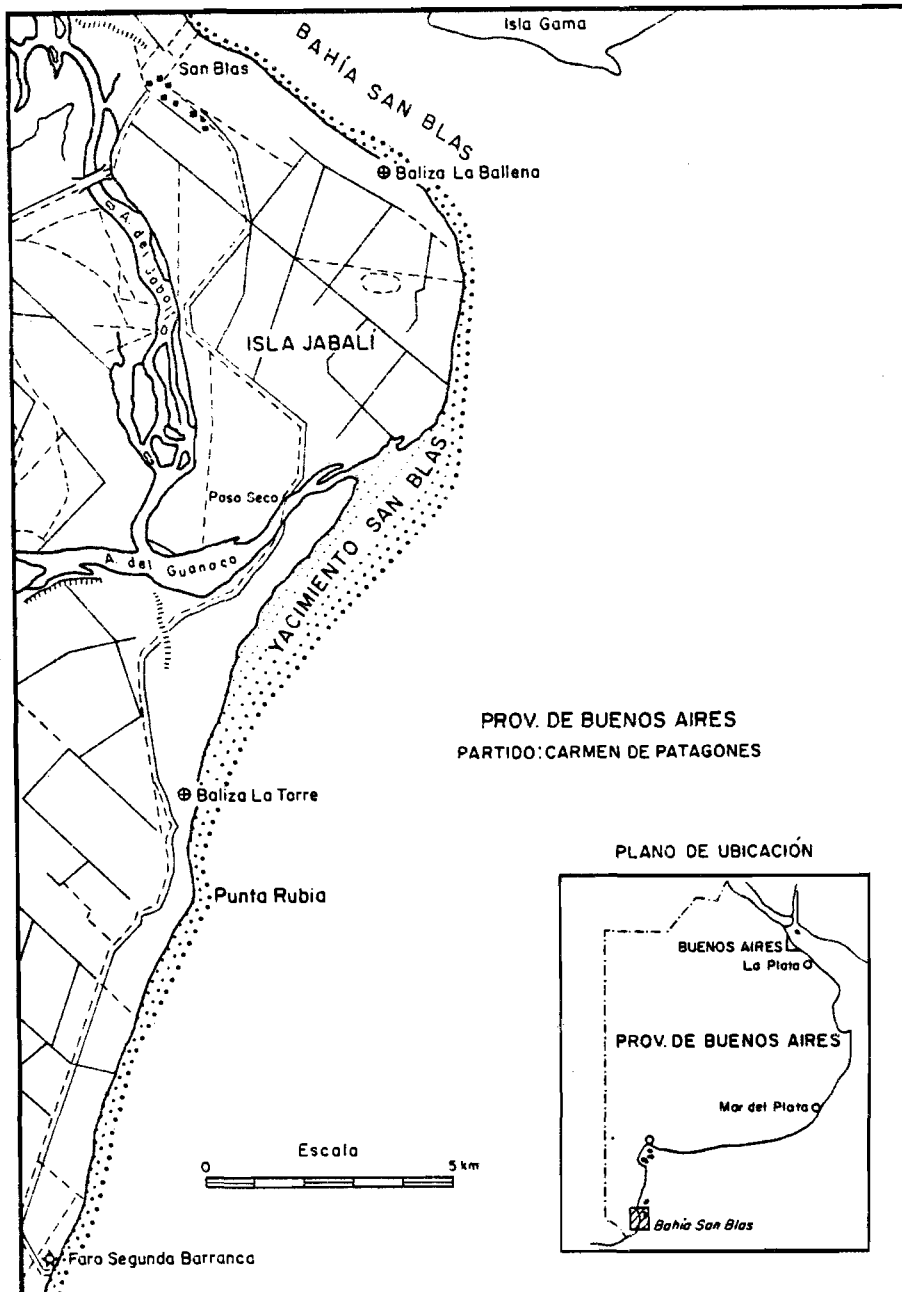 Isla Gama
BAHÍA SAN BLAS
San Blas
Baliza La Ballena
A. del Jabalí
ISLA JABALÍ
Paso Seco
YACIMIENTO SAN BLAS
A. del Guanaco
PROV. DE BUENOS AIRES
PARTIDO: CARMEN DE PATAGONES
Baliza La Torre
Punta Rubia
PLANO DE UBICACIÓN
BUENOS AIRES
La Plata
PROV. DE BUENOS AIRES
Mar del Plata
Bahía San Blas
Escala
0 5 km
Faro Segunda Barranca